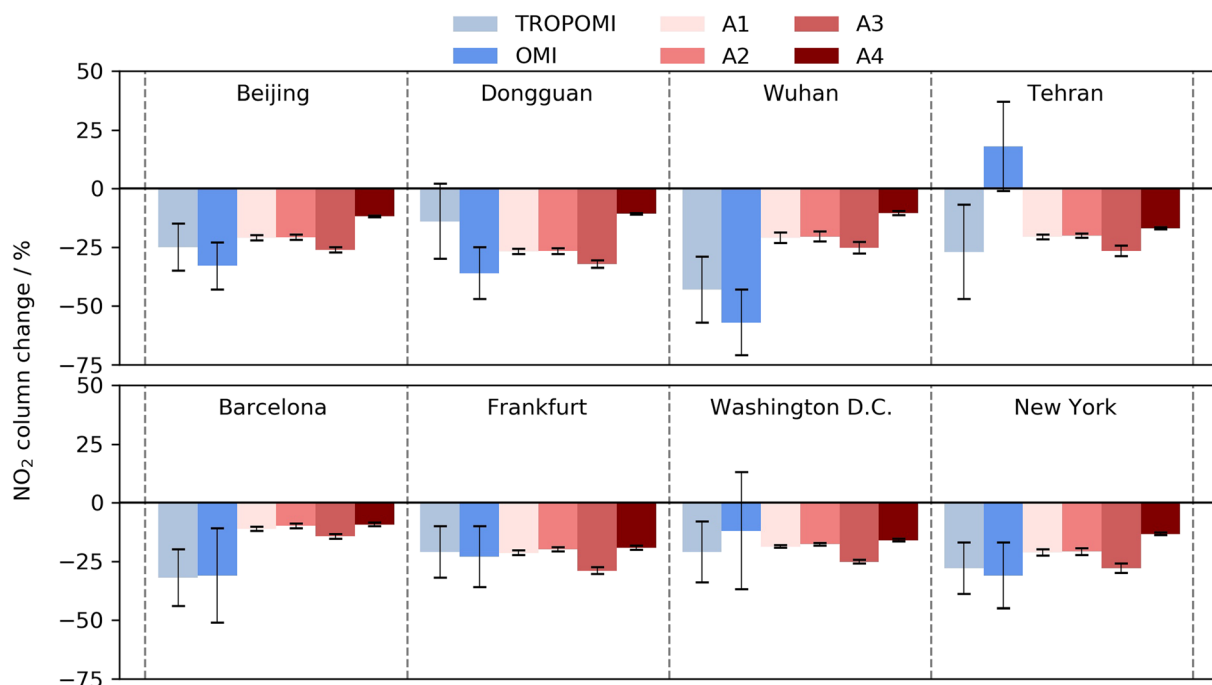 TROPOMI A1 A3
OMI A2 A4
50
Beijing Dongguan Wuhan Tehran
25
0
−25
−50
−75
NO₂ column change / %
50
Barcelona Frankfurt Washington D.C. New York
25
0
−25
−50
−75